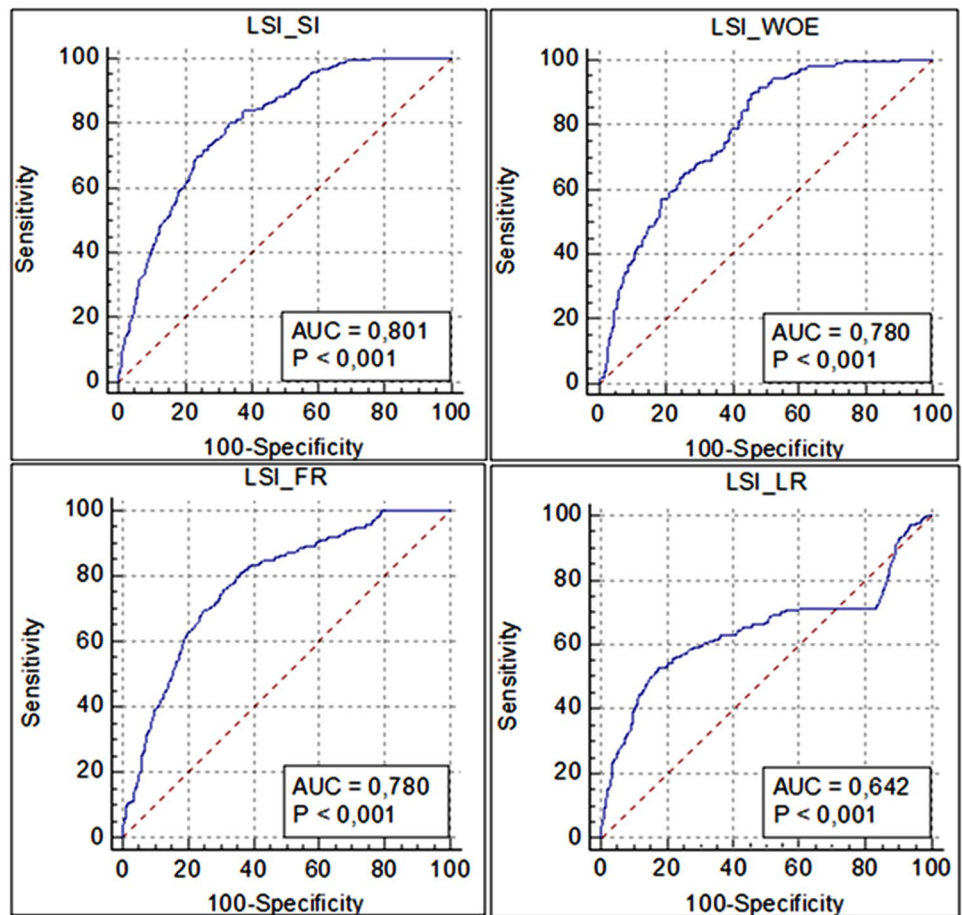 LSI_SI
100
80
60
40
20
0
Sensitivity
AUC = 0,801
P < 0,001
0 20 40 60 80 100
100-Specificity
LSI_WOE
100
80
60
40
20
0
Sensitivity
AUC = 0,780
P < 0,001
0 20 40 60 80 100
100-Specificity
LSI_FR
100
80
60
40
20
0
Sensitivity
AUC = 0,780
P < 0,001
0 20 40 60 80 100
100-Specificity
LSI_LR
100
80
60
40
20
0
Sensitivity
AUC = 0,642
P < 0,001
0 20 40 60 80 100
100-Specificity